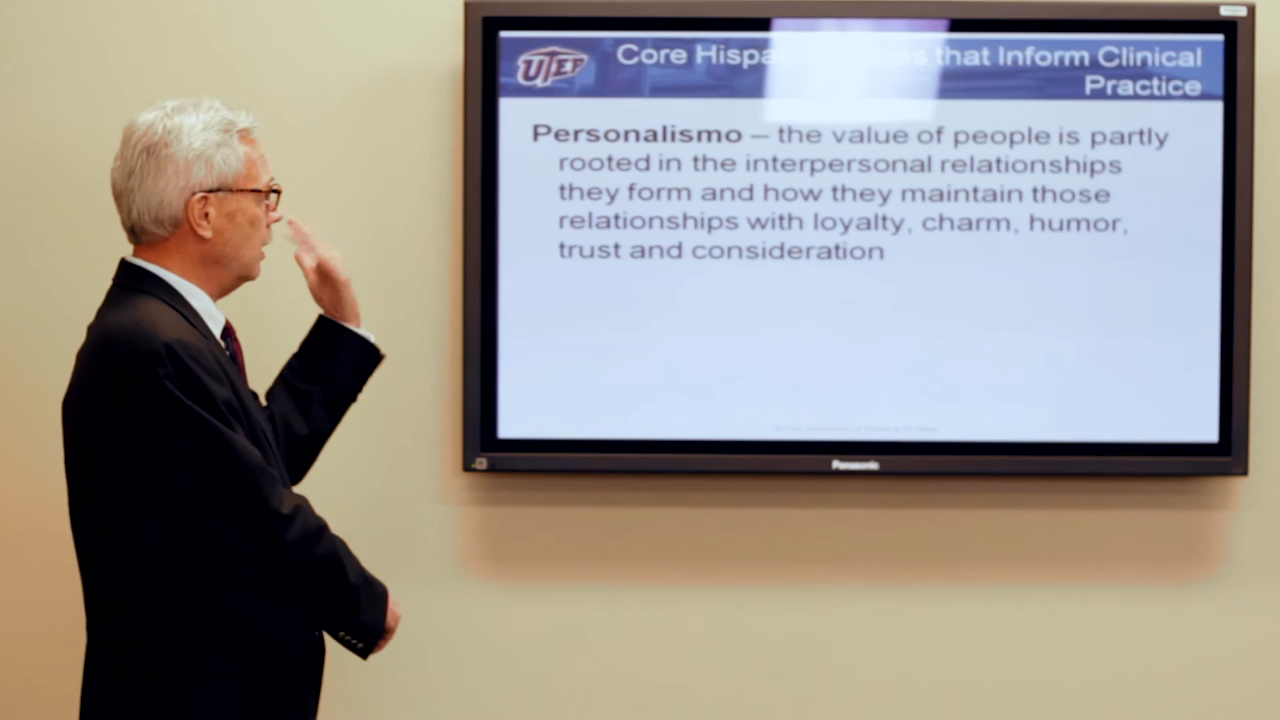 UTEP
Core Hispa es that Inform Clinical
Practice
Personalismo – the value of people is partly
rooted in the interpersonal relationships
they form and how they maintain those
relationships with loyalty, charm, humor,
trust and consideration
Panasonic